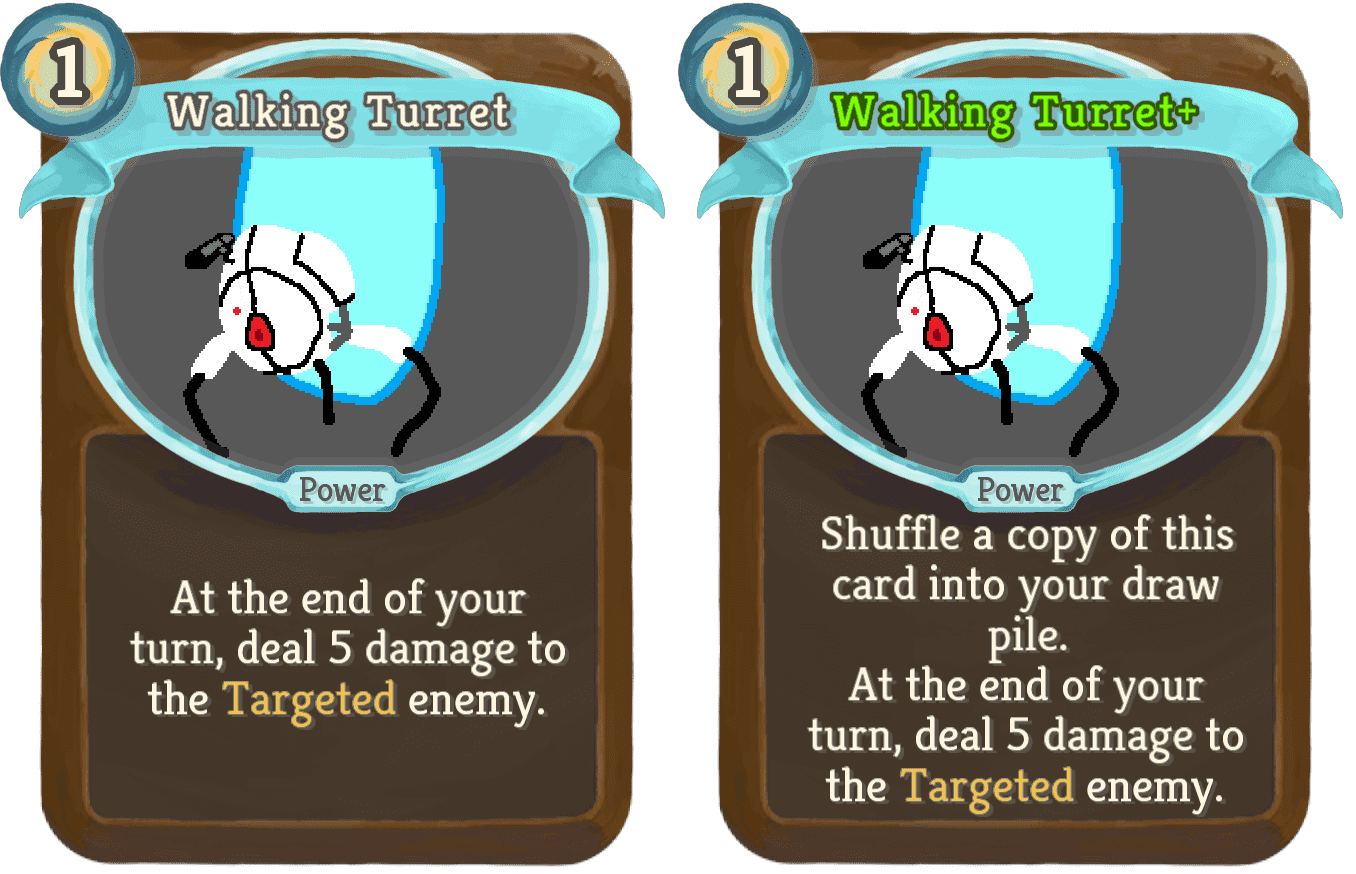 1
Walking Turret
Power
At the end of your
turn, deal 5 damage to
the Targeted enemy.
1
Walking Turret+
Power
Shuffle a copy of this
card into your draw
pile.
At the end of your
turn, deal 5 damage to
the Targeted enemy.